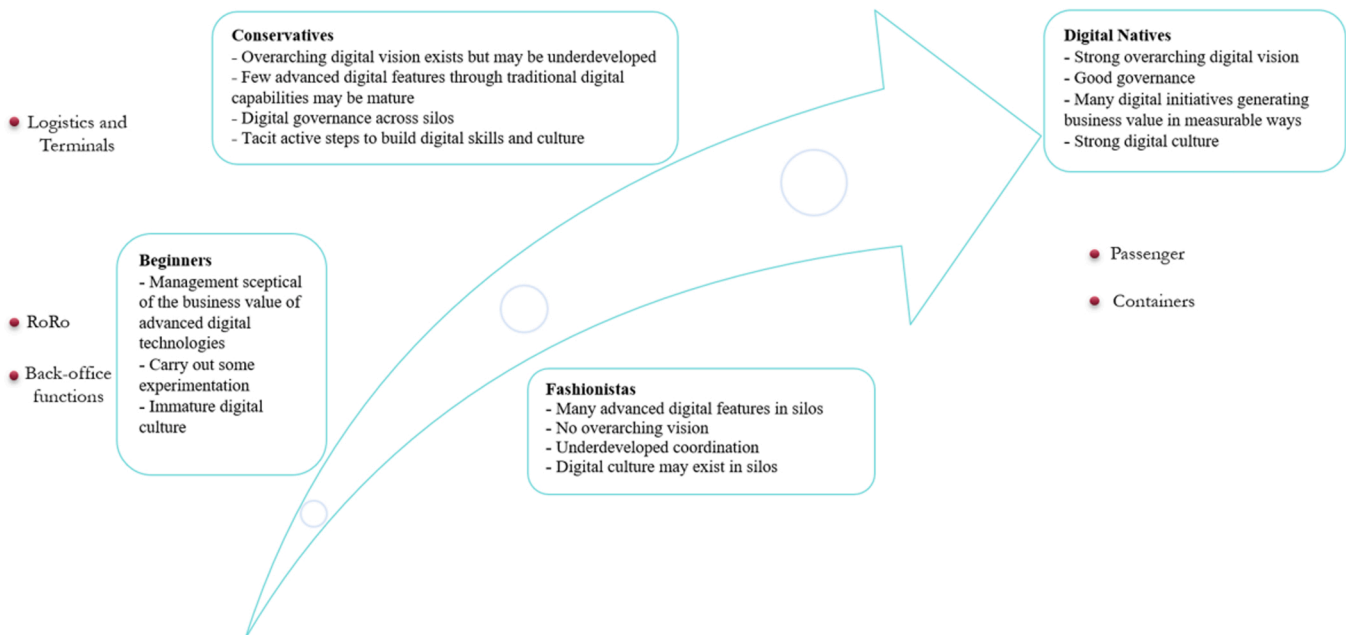 Conservatives
- Overarching digital vision exists but may be underdeveloped
- Few advanced digital features through traditional digital
capabilities may be mature
- Digital governance across silos
- Tacit active steps to build digital skills and culture
Digital Natives
- Strong overarching digital vision
- Good governance
- Many digital initiatives generating
business value in measurable ways
- Strong digital culture
Logistics and
Terminals
Beginners
- Management sceptical
of the business value of
advanced digital
technologies
- Carry out some
experimentation
- Immature digital
culture
RoRo
Back-office
functions
Passenger
Containers
Fashionistas
- Many advanced digital features in silos
- No overarching vision
- Underdeveloped coordination
- Digital culture may exist in silos